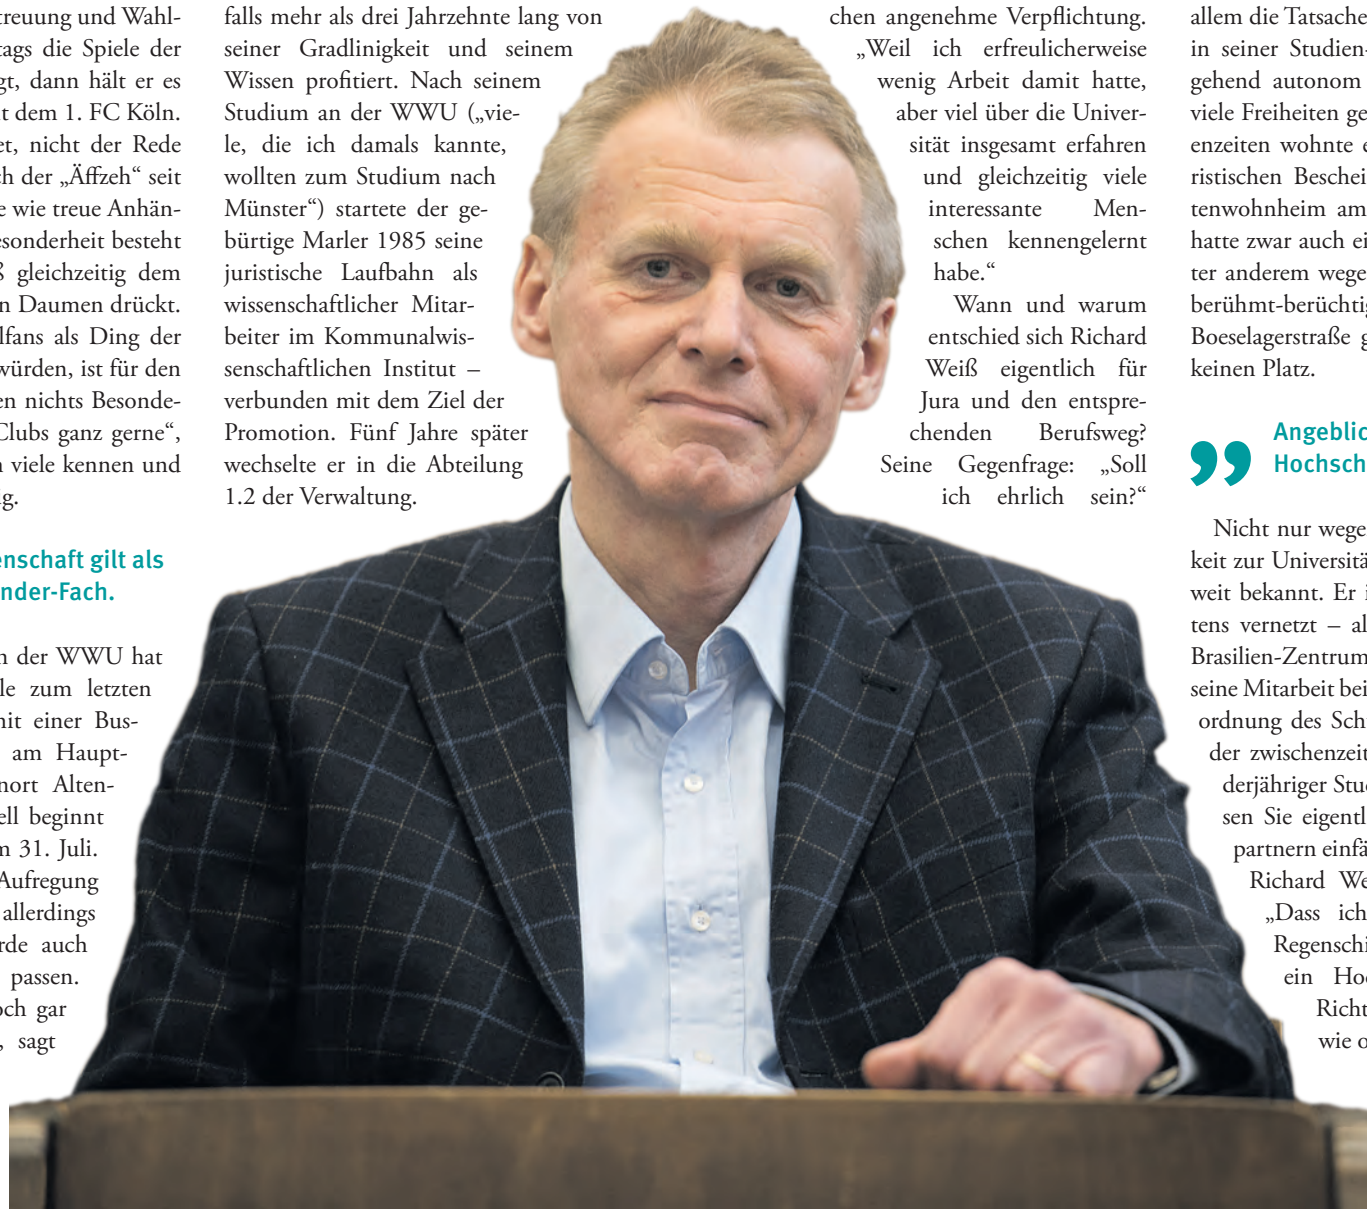 treuung und Wahl-
tags die Spiele der
gt, dann hält er es
t dem 1. FC Köln.
et, nicht der Rede
ch der „Äffzeh“ seit
e wie treue Anhän-
esonderheit besteht
ß gleichzeitig dem
n Daumen drückt.
lfans als Ding der
würden, ist für den
en nichts Besonde-
Clubs ganz gerne“,
n viele kennen und
g.
enschaft gilt als
nder-Fach.
n der WWU hat
le zum letzten
mit einer Bus-
am Haupt-
nort Alten-
ell beginnt
m 31. Juli.
Aufregung
allerdings
rde auch
passen.
och gar
, sagt
falls mehr als drei Jahrzehnte lang von
seiner Gradlinigkeit und seinem
Wissen profitiert. Nach seinem
Studium an der WWU („vie-
le, die ich damals kannte,
wollten zum Studium nach
Münster“) startete der ge-
bürtige Marler 1985 seine
juristische Laufbahn als
wissenschaftlicher Mitar-
beiter im Kommunalwis-
senschaftlichen Institut –
verbunden mit dem Ziel der
Promotion. Fünf Jahre später
wechselte er in die Abteilung
1.2 der Verwaltung.
chen angenehme Verpflichtung.
„Weil ich erfreulicherweise
wenig Arbeit damit hatte,
aber viel über die Univer-
sität insgesamt erfahren
und gleichzeitig viele
interessante Men-
schen kennengelernt
habe.“
Wann und warum
entschied sich Richard
Weiß eigentlich für
Jura und den entspre-
chenden Berufsweg?
Seine Gegenfrage: „Soll
ich ehrlich sein?“
allem die Tatsache
in seiner Studien-
gehend autonom
viele Freiheiten ge
enzeiten wohnte e
ristischen Beschei
tenwohnheim am
hatte zwar auch ei
ter anderem wege
berühmt-berüchtig
Boeselagerstraße g
keinen Platz.
Angeblic
Hochsch
Nicht nur wege
keit zur Universitä
weit bekannt. Er i
tens vernetzt – al
Brasilien-Zentrum
seine Mitarbeit bei
ordnung des Sch
der zwischenzeit
derjähriger Stud
sen Sie eigentl
partnern einfä
Richard We
„Dass ich
Regenschi
ein Hoc
Richt
wie o